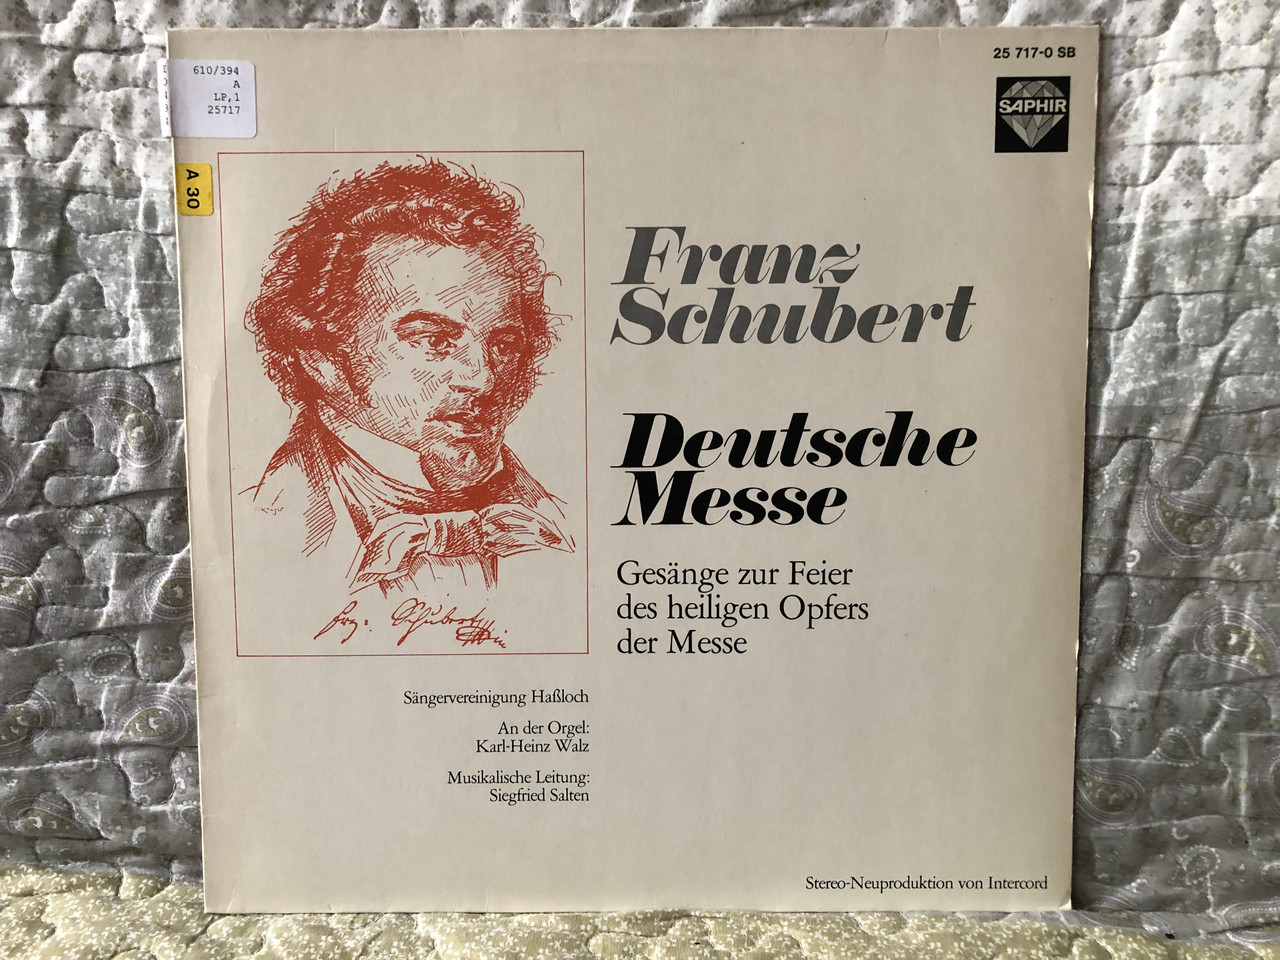 610/394
A
LP,1
25717
A 30
25 717-0 SB
SAPHIR
Franz
Schubert
Deutsche
Messe
Gesänge zur Feier
des heiligen Opfers
der Messe
Frz. Schubert
Sängervereinigung Haßloch
An der Orgel:
Karl-Heinz Walz
Musikalische Leitung:
Siegfried Salten
Stereo-Neuproduktion von Intercord